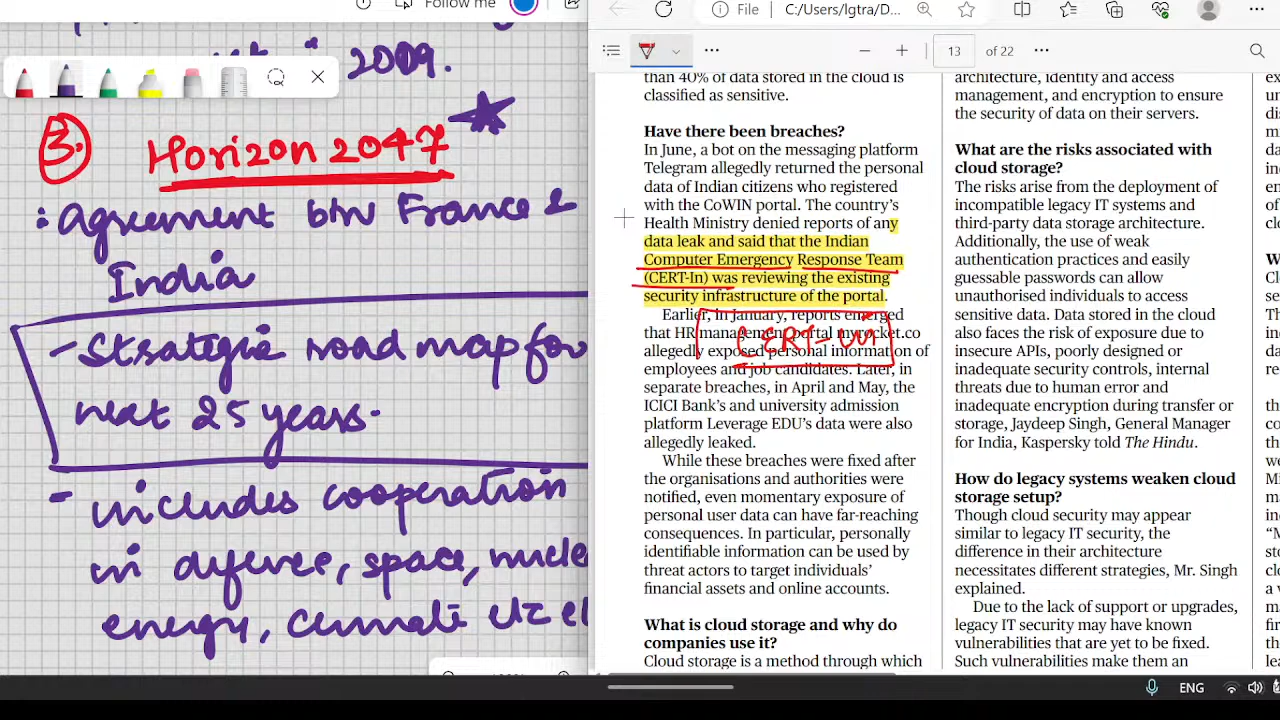 Follow me
2009.
3. Horizon 2047
: Agreement btw France &
India
- Strategic road map for
next 25 years.
- includes cooperation
in defence, space, nucle
energy, climate etc et
File
C:/Users/lgtra/D...
13 of 22
than 40% of data stored in the cloud is
classified as sensitive.
Have there been breaches?
In June, a bot on the messaging platform
Telegram allegedly returned the personal
data of Indian citizens who registered
with the CoWIN portal. The country's
Health Ministry denied reports of any
data leak and said that the Indian
Computer Emergency Response Team
(CERT-In) was reviewing the existing
security infrastructure of the portal.
Earlier, in January, reports emerged
that HR management portal myrocket.co
allegedly exposed personal information of
employees and job candidates. Later, in
separate breaches, in April and May, the
ICICI Bank's and university admission
platform Leverage EDU's data were also
allegedly leaked.
While these breaches were fixed after
the organisations and authorities were
notified, even momentary exposure of
personal user data can have far-reaching
consequences. In particular, personally
identifiable information can be used by
threat actors to target individuals'
financial assets and online accounts.
What is cloud storage and why do
companies use it?
Cloud storage is a method through which
CERT-in
architecture, identity and access
management, and encryption to ensure
the security of data on their servers.
What are the risks associated with
cloud storage?
The risks arise from the deployment of
incompatible legacy IT systems and
third-party data storage architecture.
Additionally, the use of weak
authentication practices and easily
guessable passwords can allow
unauthorised individuals to access
sensitive data. Data stored in the cloud
also faces the risk of exposure due to
insecure APIs, poorly designed or
inadequate security controls, internal
threats due to human error and
inadequate encryption during transfer or
storage, Jaydeep Singh, General Manager
for India, Kaspersky told The Hindu.
How do legacy systems weaken cloud
storage setup?
Though cloud security may appear
similar to legacy IT security, the
difference in their architecture
necessitates different strategies, Mr. Singh
explained.
Due to the lack of support or upgrades,
legacy IT security may have known
vulnerabilities that are yet to be fixed.
Such vulnerabilities make them an
ENG